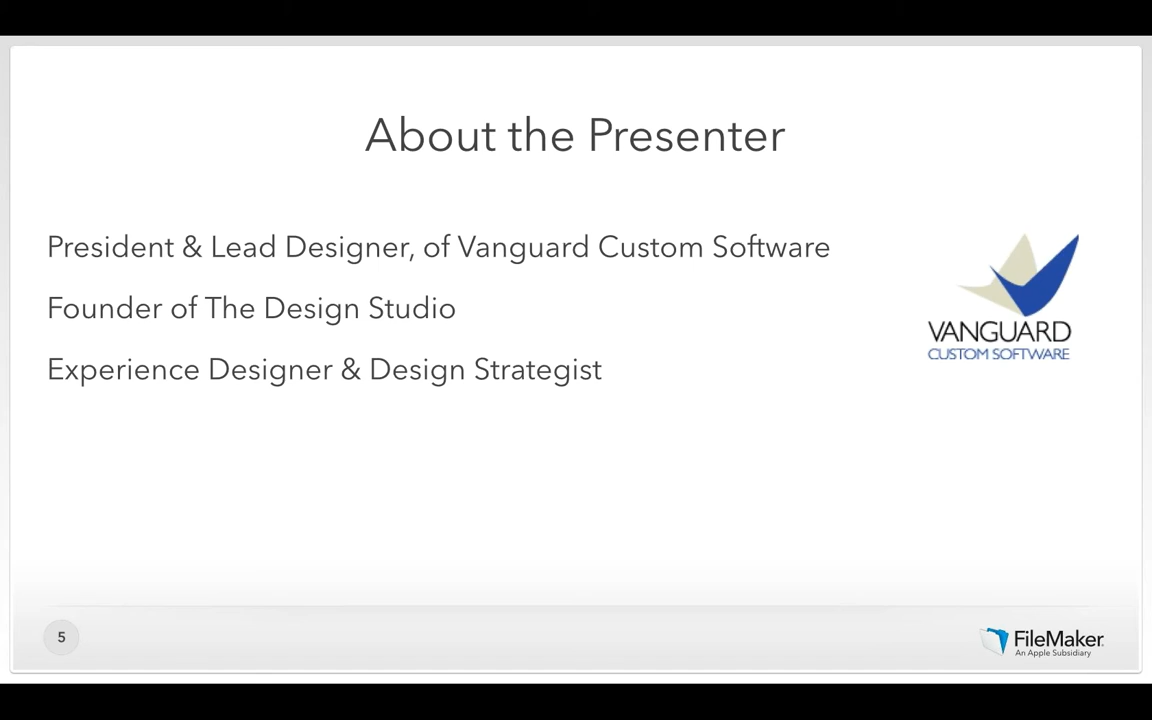 About the Presenter
President & Lead Designer, of Vanguard Custom Software
Founder of The Design Studio
Experience Designer & Design Strategist
VANGUARD
CUSTOM SOFTWARE
5
FileMaker
An Apple Subsidiary